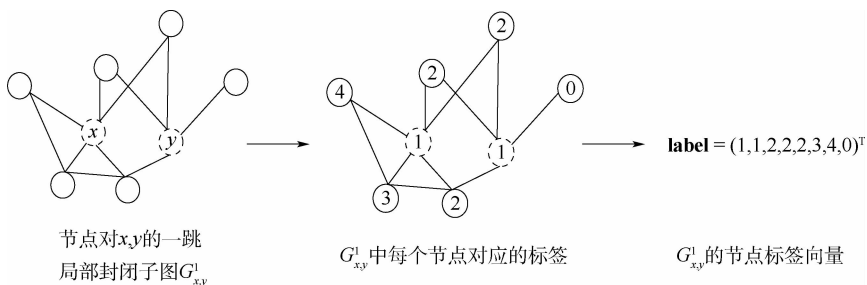 x
y
2
2
4
0
1
1
3
2
label = (1,1,2,2,2,3,4,0)ᵀ
节点对x,y的一跳
局部封闭子图G¹x,y
G¹x,y中每个节点对应的标签
G¹x,y的节点标签向量